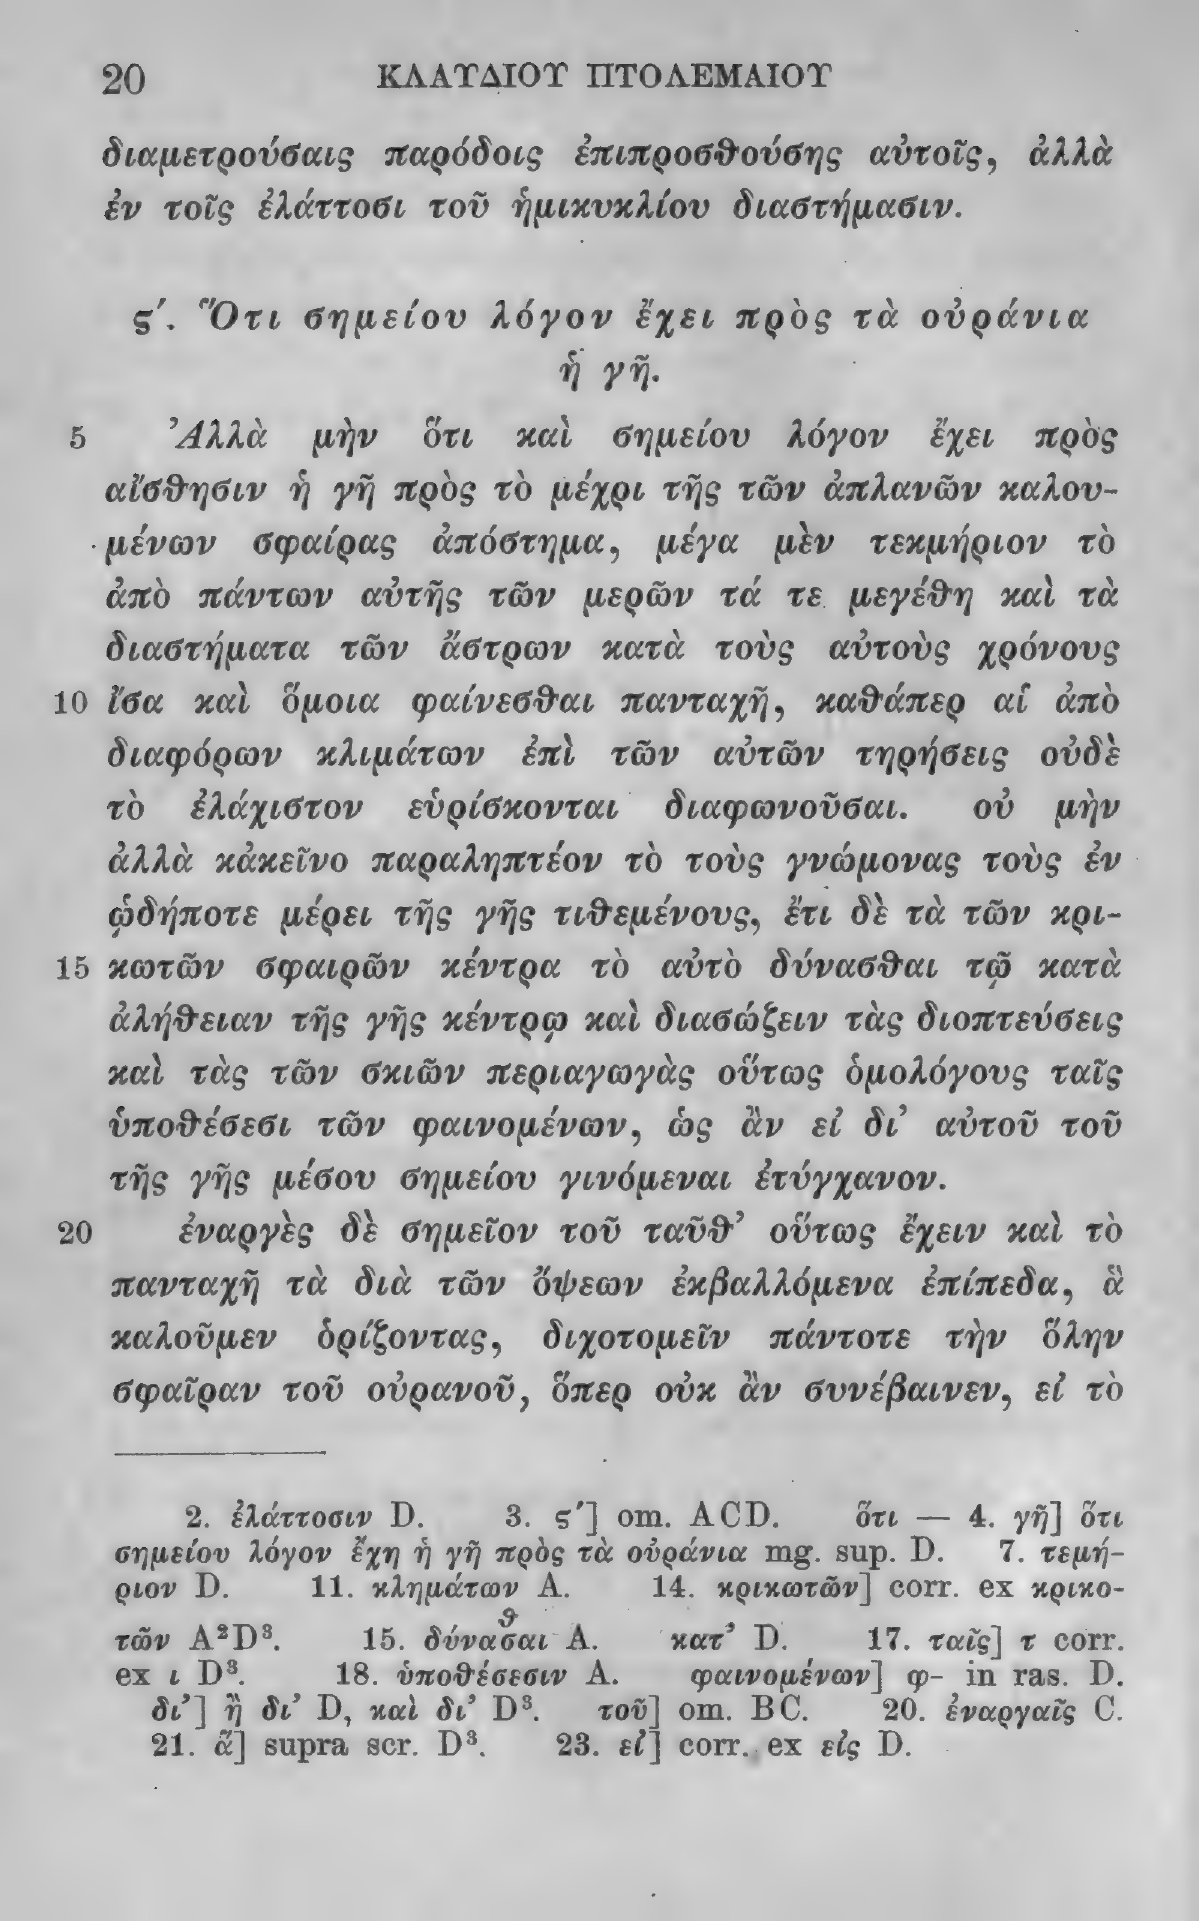 20 ΚΛΑΥΔΙΟΥ ΠΤΟΛΕΜΑΙΟΥ
διαμετρούσαις παρόδοις ἐπιπροσθούσης αὐτοῖς, ἀλλὰ
ἐν τοῖς ἐλάττοσι τοῦ ἡμικυκλίου διαστήμασιν.
ϛʹ. Ὅτι σημείου λόγον ἔχει πρὸς τὰ οὐράνια
ἡ γῆ.
5 Ἀλλὰ μὴν ὅτι καὶ σημείου λόγον ἔχει πρὸς
αἴσθησιν ἡ γῆ πρὸς τὸ μέχρι τῆς τῶν ἀπλανῶν καλου-
μένων σφαίρας ἀπόστημα, μέγα μὲν τεκμήριον τὸ
ἀπὸ πάντων αὐτῆς τῶν μερῶν τά τε μεγέθη καὶ τὰ
διαστήματα τῶν ἄστρων κατὰ τοὺς αὐτοὺς χρόνους
10 ἴσα καὶ ὅμοια φαίνεσθαι πανταχῆ, καθάπερ αἱ ἀπὸ
διαφόρων κλιμάτων ἐπὶ τῶν αὐτῶν τηρήσεις οὐδὲ
τὸ ἐλάχιστον εὑρίσκονται διαφωνοῦσαι. οὐ μὴν
ἀλλὰ κἀκεῖνο παραληπτέον τὸ τοὺς γνώμονας τοὺς ἐν
ᾡδήποτε μέρει τῆς γῆς τιθεμένους, ἔτι δὲ τὰ τῶν κρι-
15 κωτῶν σφαιρῶν κέντρα τὸ αὐτὸ δύνασθαι τῷ κατὰ
ἀλήθειαν τῆς γῆς κέντρῳ καὶ διασώζειν τὰς διοπτεύσεις
καὶ τὰς τῶν σκιῶν περιαγωγὰς οὕτως ὁμολόγους ταῖς
ὑποθέσεσι τῶν φαινομένων, ὡς ἂν εἰ δι’ αὐτοῦ τοῦ
τῆς γῆς μέσου σημείου γινόμεναι ἐτύγχανον.
20 ἐναργὲς δὲ σημεῖον τοῦ ταῦθ’ οὕτως ἔχειν καὶ τὸ
πανταχῆ τὰ διὰ τῶν ὄψεων ἐκβαλλόμενα ἐπίπεδα, ἃ
καλοῦμεν ὁρίζοντας, διχοτομεῖν πάντοτε τὴν ὅλην
σφαῖραν τοῦ οὐρανοῦ, ὅπερ οὐκ ἂν συνέβαινεν, εἰ τὸ
2. ἐλάττοσιν D. 3. ϛʹ] om. ACD. ὅτι — 4. γῆ] ὅτι
σημείου λόγον ἔχη ἡ γῆ πρὸς τὰ οὐράνια mg. sup. D. 7. τεμή-
ριον D. 11. κλημάτων A. 14. κρικωτῶν] corr. ex κρικο-
τῶν A²D³. 15. δύνασθαι A. κατ’ D. 17. ταῖς] τ corr.
ex ι D³. 18. ὑποθέσεσιν A. φαινομένων] φ- in ras. D.
δι’] ἢ δι’ D, καὶ δι’ D³. τοῦ] om. BC. 20. ἐναργαῖς C.
21. ἅ] supra scr. D³. 23. εἰ] corr. ex εἰς D.